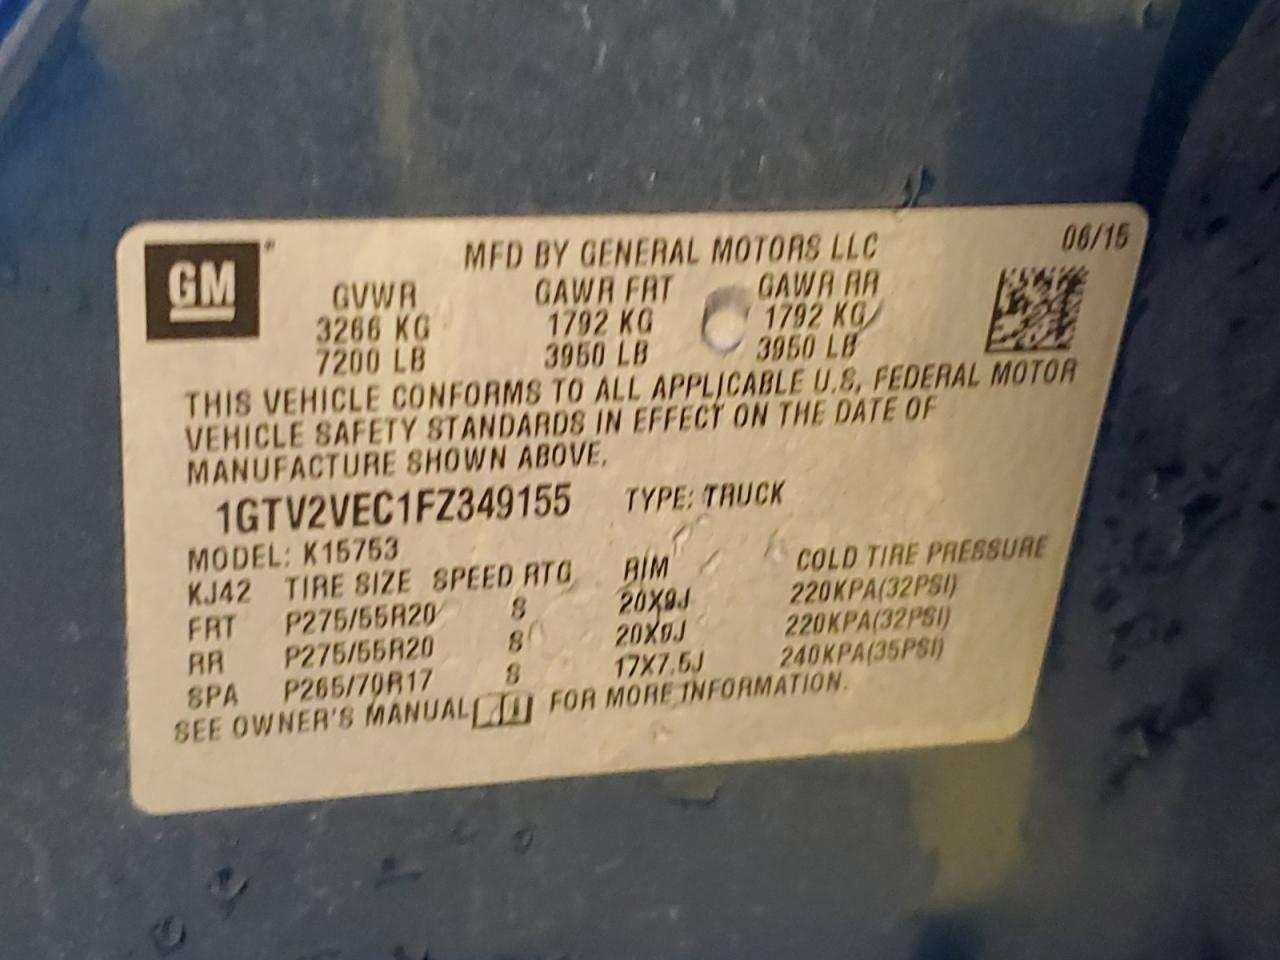 GM
MFD BY GENERAL MOTORS LLC 06/15
GVWR GAWR FRT GAWR RR
3266 KG 1792 KG 1792 KG
7200 LB 3950 LB 3950 LB
THIS VEHICLE CONFORMS TO ALL APPLICABLE U.S. FEDERAL MOTOR
VEHICLE SAFETY STANDARDS IN EFFECT ON THE DATE OF
MANUFACTURE SHOWN ABOVE.
1GTV2VEC1FZ349155 TYPE: TRUCK
MODEL: K15753
KJ42 TIRE SIZE SPEED RTG RIM COLD TIRE PRESSURE
FRT P275/55R20 S 20X9J 220KPA(32PSI)
RR P275/55R20 S 20X9J 220KPA(32PSI)
SPA P265/70R17 S 17X7.5J 240KPA(35PSI)
SEE OWNER'S MANUAL FOR MORE INFORMATION.